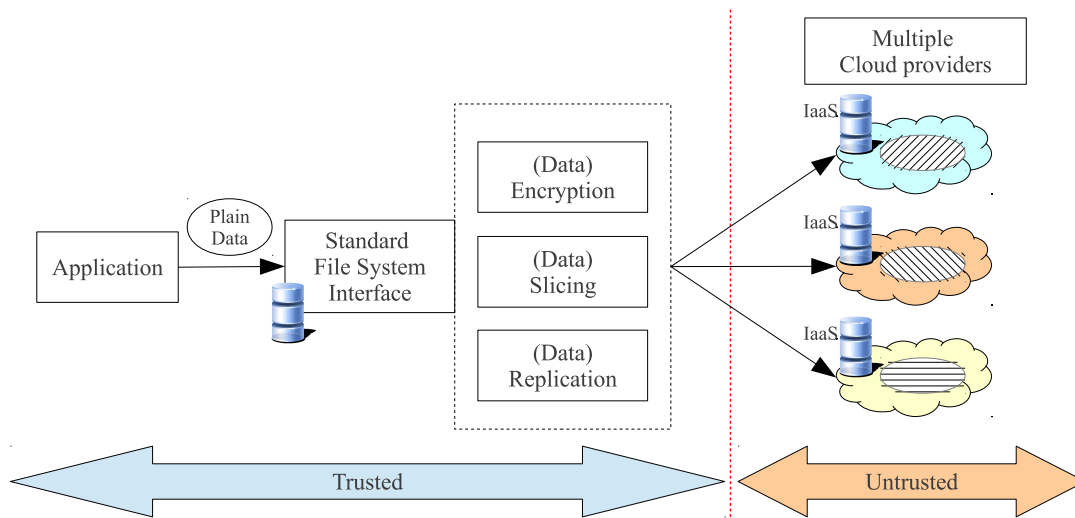 Multiple
Cloud providers
IaaS
(Data)
Encryption
Plain
Data
Application
Standard
File System
Interface
(Data)
Slicing
IaaS
(Data)
Replication
IaaS
Trusted
Untrusted